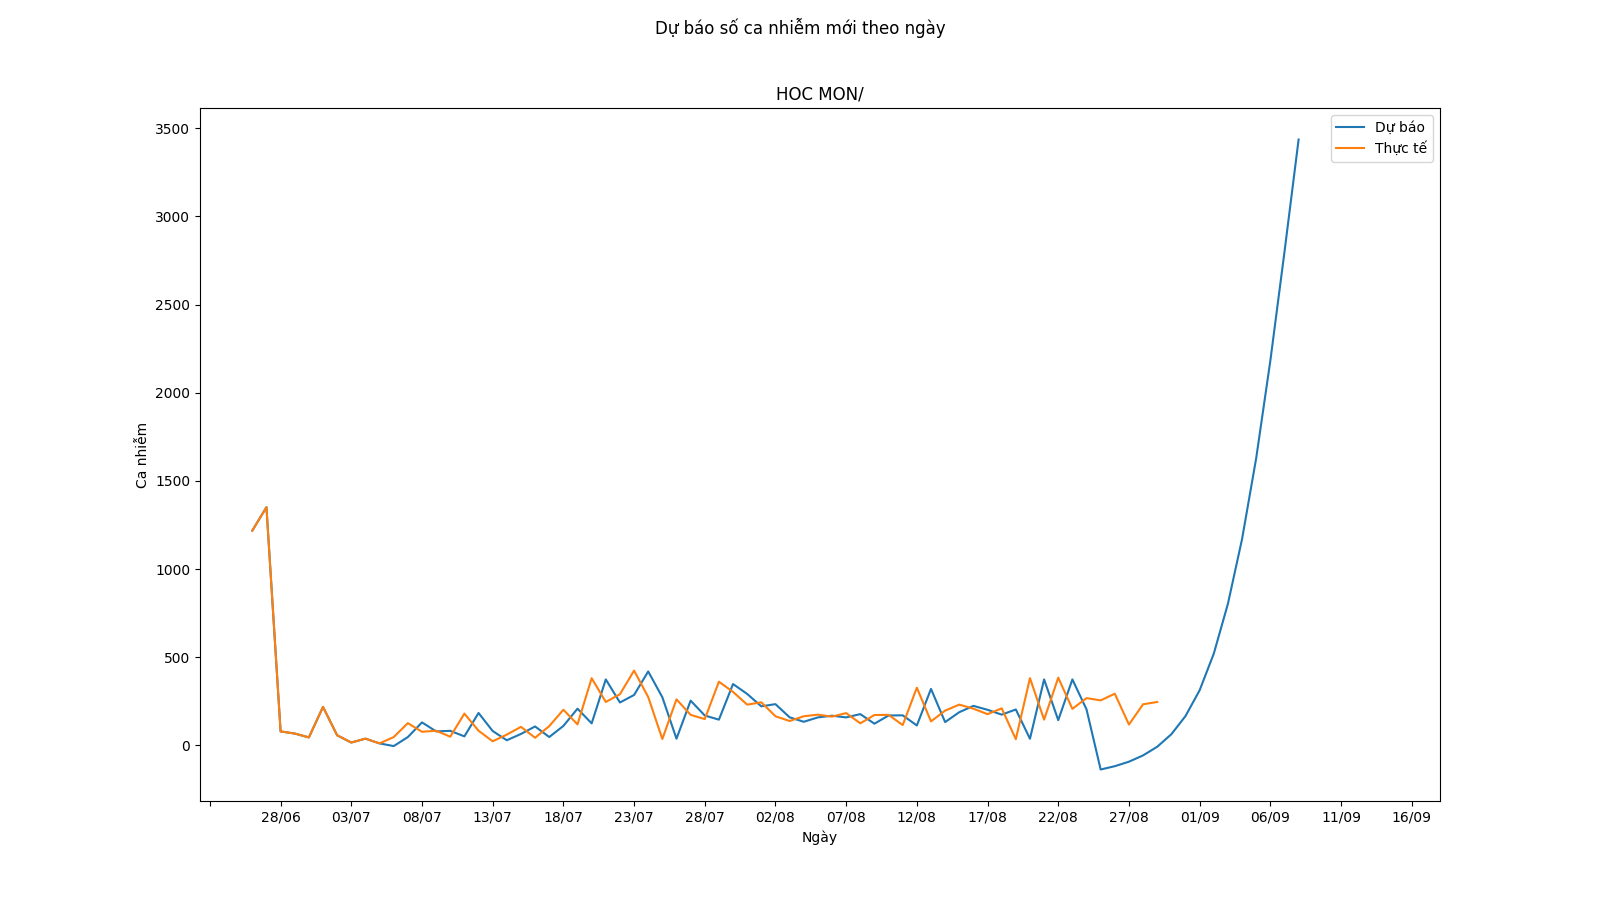 Dự báo số ca nhiễm mới theo ngày
HOC MON/
Dự báo
Thực tế
3500
3000
2500
2000
1500
1000
500
0
Ca nhiễm
28/06 03/07 08/07 13/07 18/07 23/07 28/07 02/08 07/08 12/08 17/08 22/08 27/08 01/09 06/09 11/09 16/09
Ngày